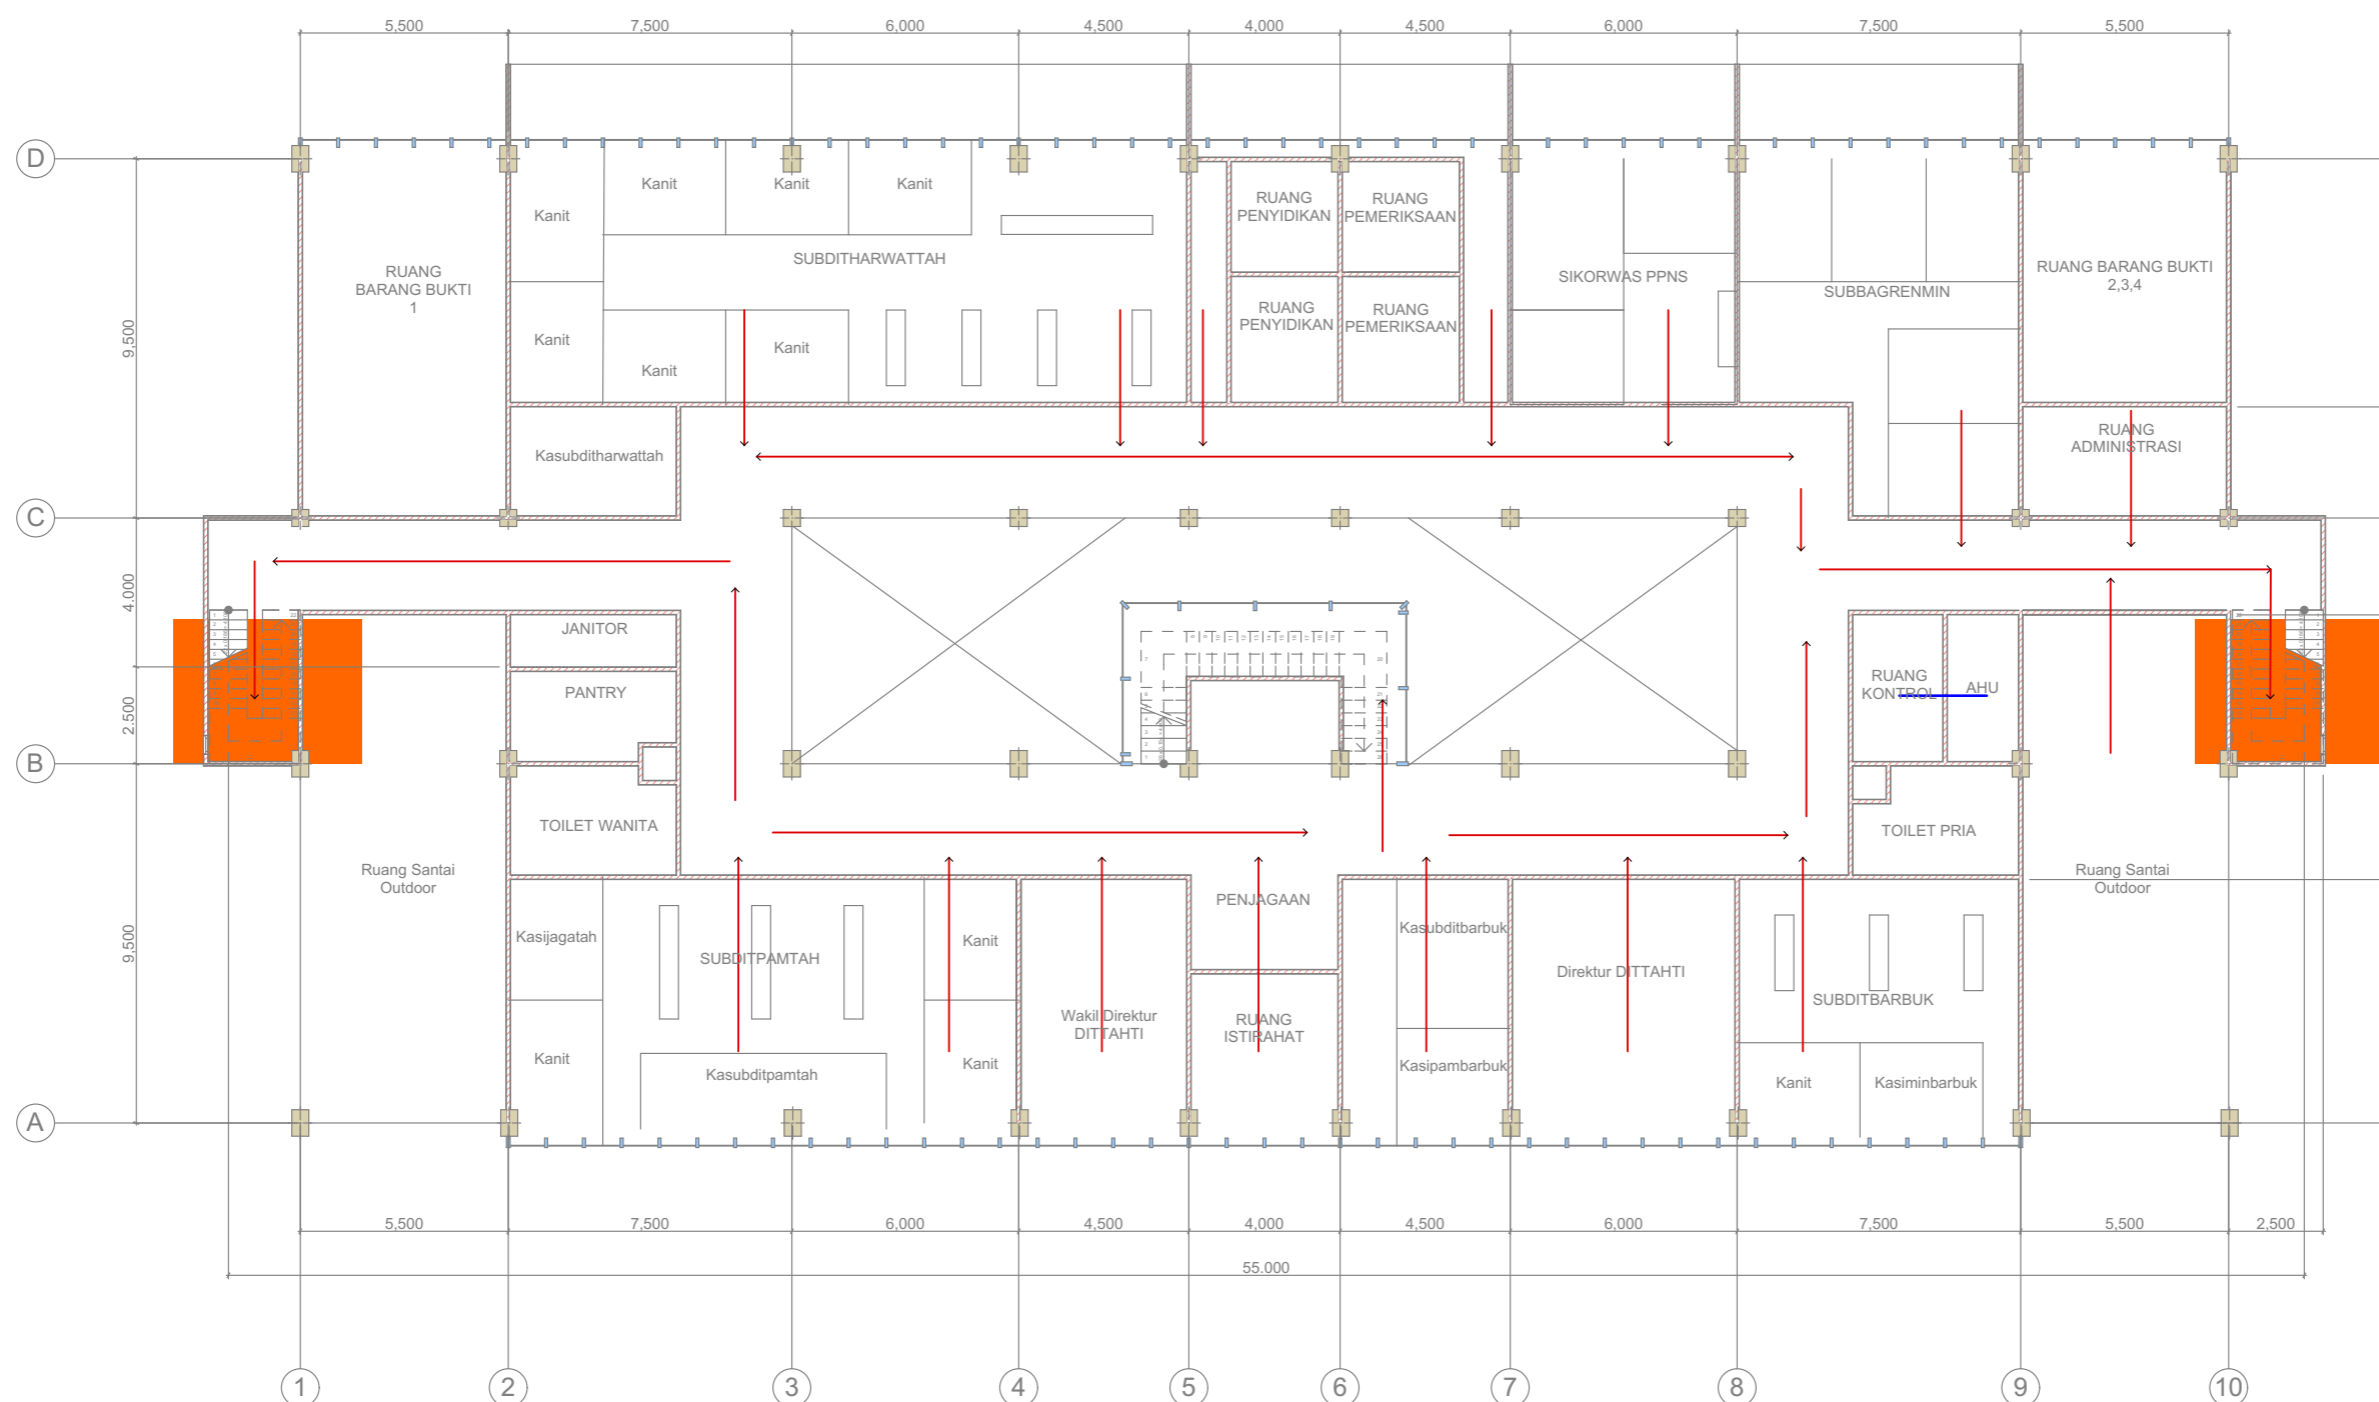 5,500
7,500
6,000
4,500
4,000
4,500
6,000
7,500
5,500
D
C
B
A
9,500
4.000
2.500
9,500
RUANG
BARANG BUKTI
1
Kanit
Kanit
Kanit
Kanit
SUBDITHARWATTAH
Kanit
Kanit
Kanit
Kasubditharwattah
RUANG
PENYIDIKAN
RUANG
PEMERIKSAAN
RUANG
PENYIDIKAN
RUANG
PEMERIKSAAN
SIKORWAS PPNS
SUBBAGRENMIN
RUANG BARANG BUKTI
2,3,4
RUANG
ADMINISTRASI
JANITOR
PANTRY
TOILET WANITA
RUANG
KONTROL
AHU
TOILET PRIA
Ruang Santai
Outdoor
Ruang Santai
Outdoor
Kasijagatah
Kanit
SUBDITPAMTAH
Kasubditpamtah
Kanit
Kanit
Wakil Direktur
DITTAHTI
PENJAGAAN
RUANG
ISTIRAHAT
Kasubditbarbuk
Kasipambarbuk
Direktur DITTAHTI
SUBDITBARBUK
Kanit
Kasiminbarbuk
5,500
7,500
6,000
4,500
4,000
4,500
6,000
7,500
5,500
2,500
55.000
1
2
3
4
5
6
7
8
9
10